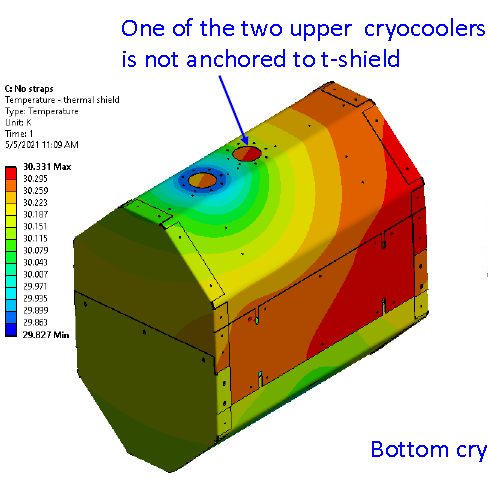 One of the two upper cryocoolers
is not anchored to t-shield
C: No straps
Temperature - thermal shield
Type: Temperature
Unit: K
Time: 1
5/5/2021 11:09 AM
30.331 Max
30.295
30.259
30.223
30.187
30.151
30.115
30.079
30.043
30.007
29.971
29.935
29.899
29.863
29.827 Min
Bottom cry